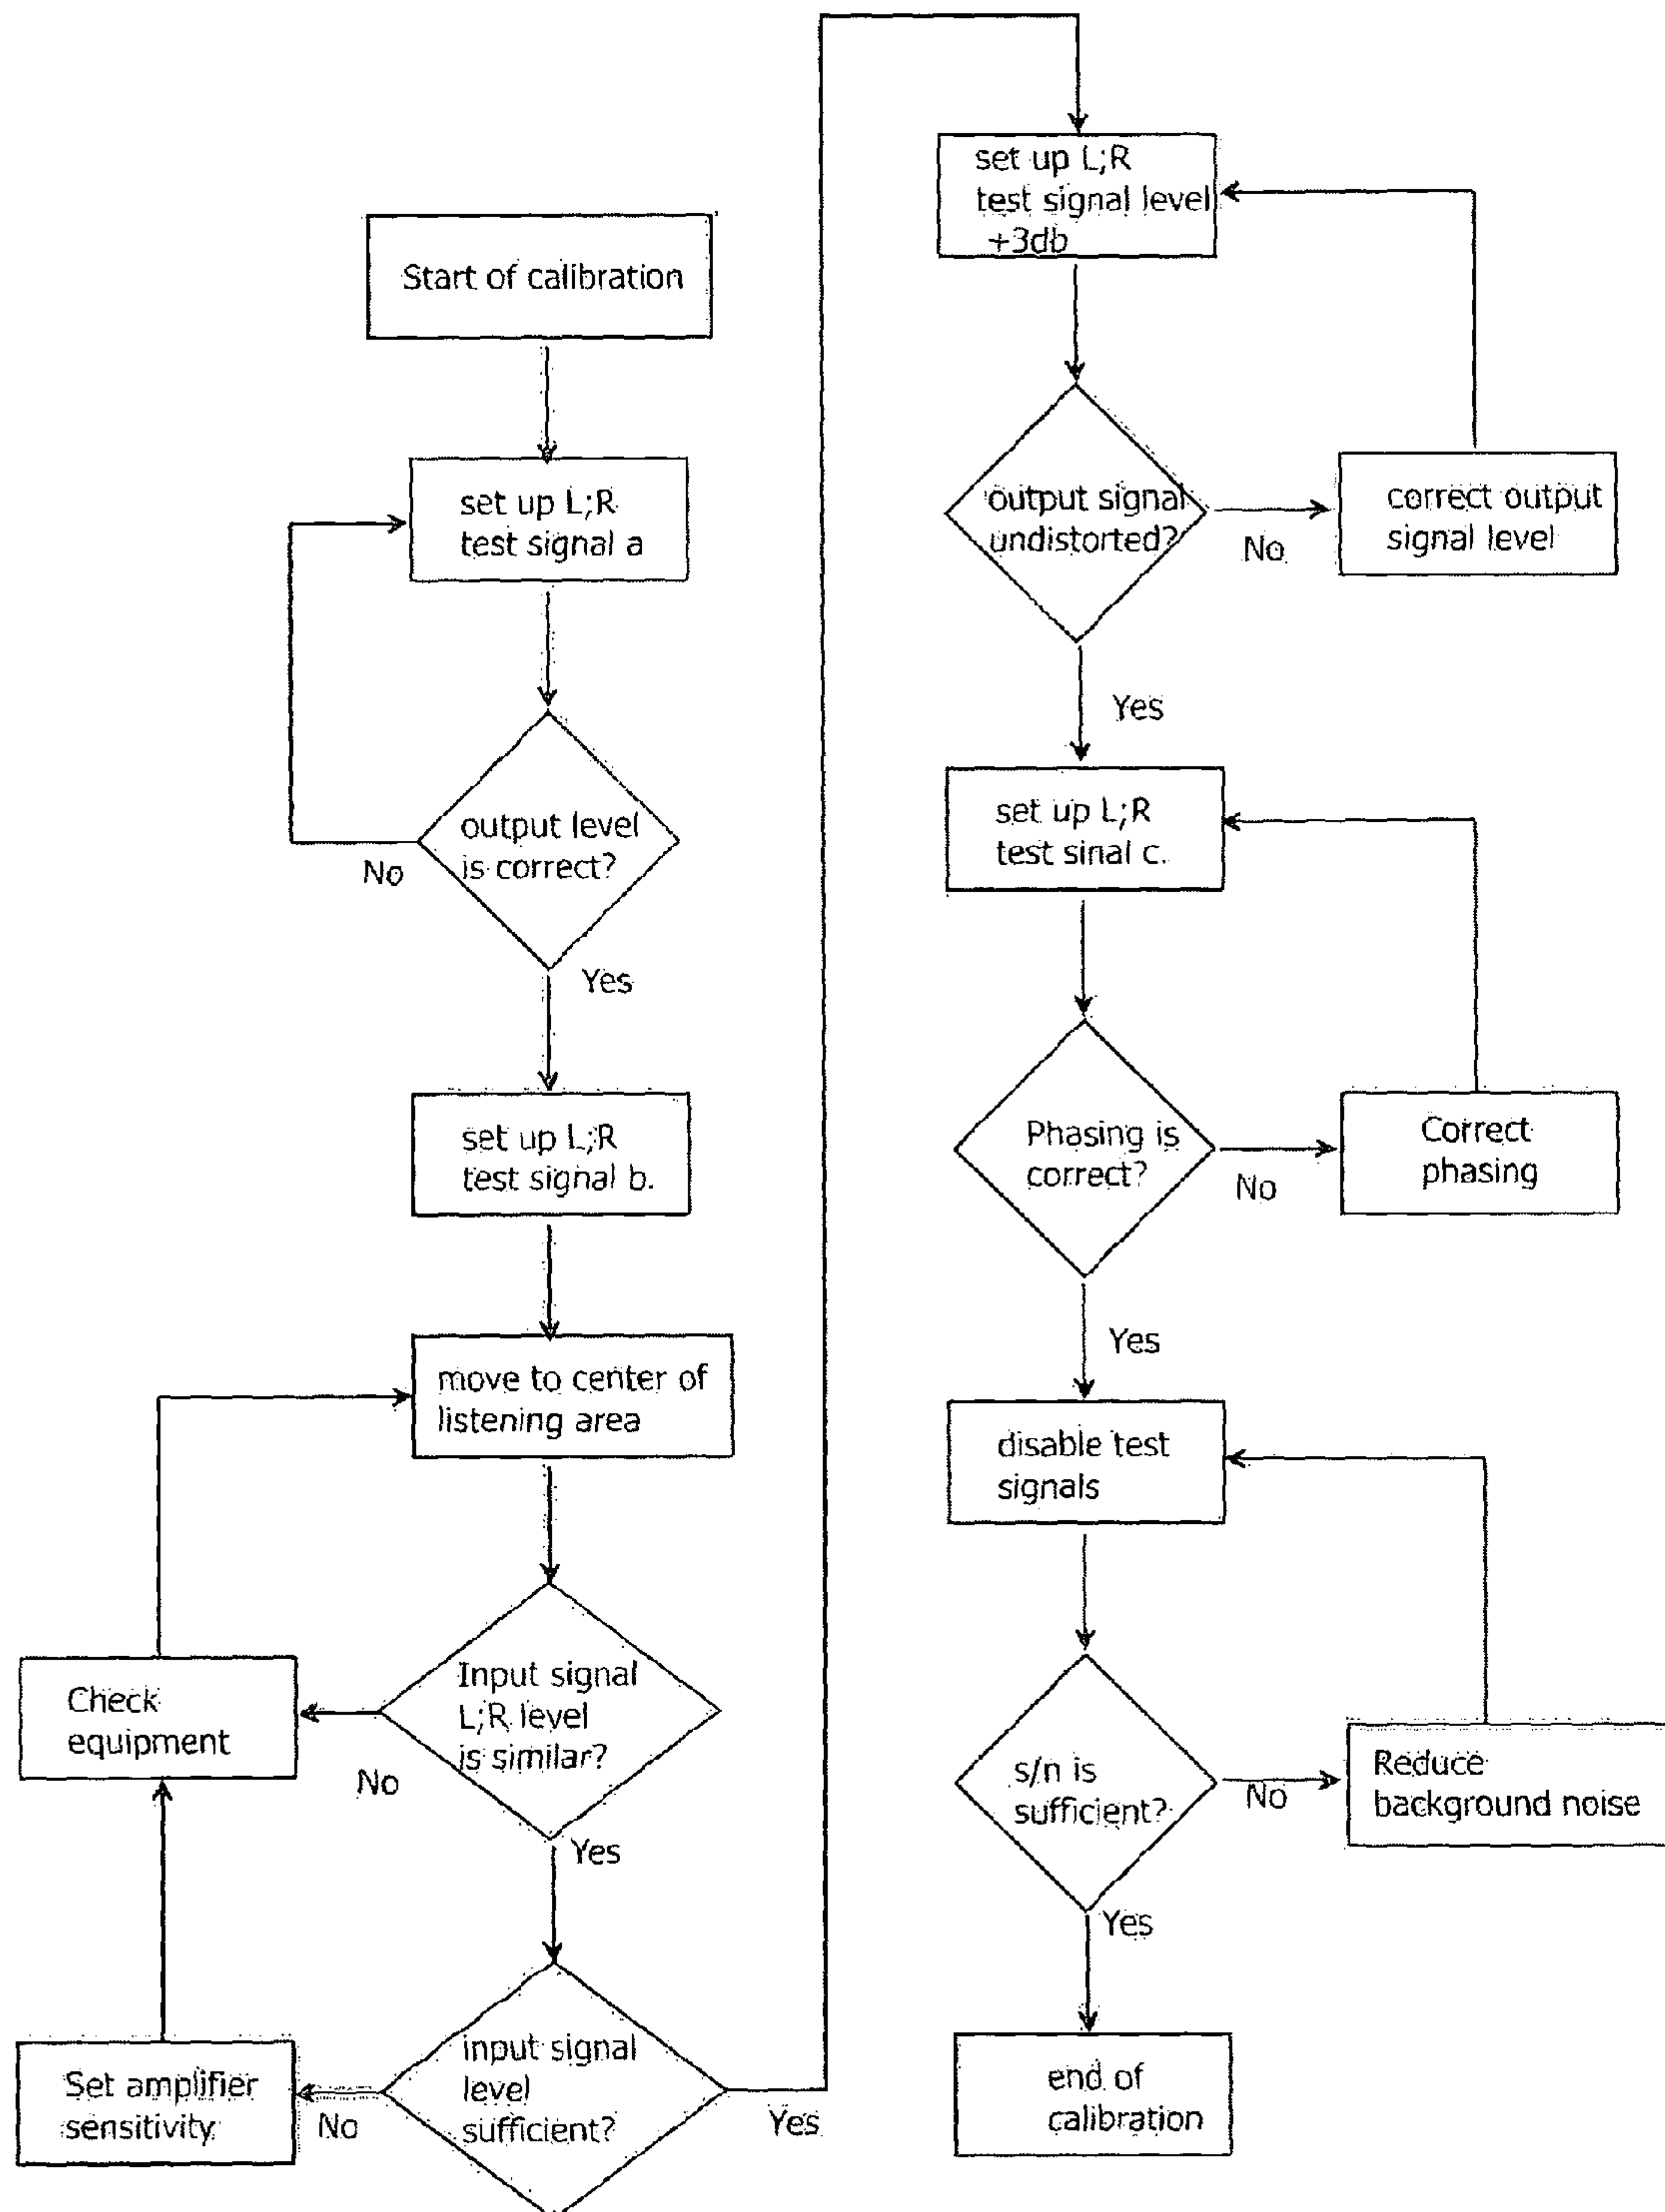 Start of calibration
set up L;R
test signal a
output level
is correct?
No
Yes
set up L;R
test signal b.
move to center of
listening area
Input signal
L;R level
is similar?
No
Check
equipment
Yes
input signal
level
sufficient?
No
Set amplifier
sensitivity
Yes
set up L;R
test signal level
+3db
output signal
undistorted?
No
correct output
signal level
Yes
set up L;R
test sinal c.
Phasing is
correct?
No
Correct
phasing
Yes
disable test
signals
s/n is
sufficient?
No
Reduce
background noise
Yes
end of
calibration